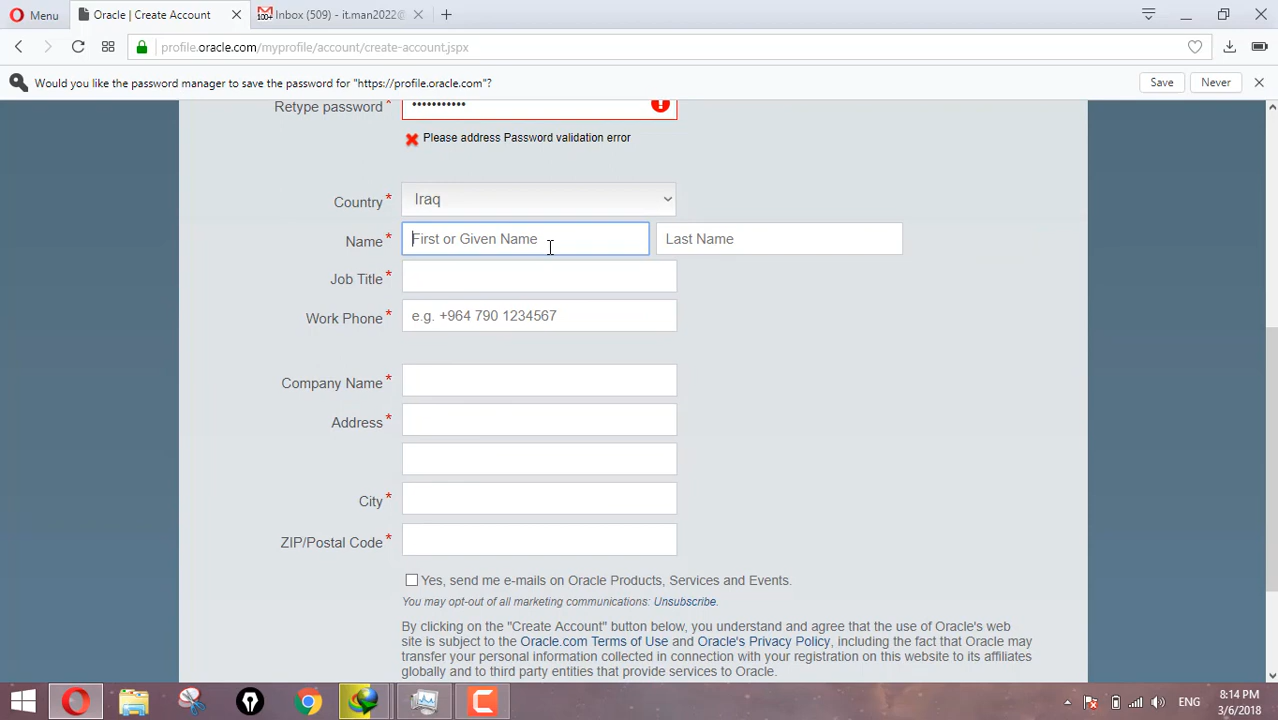 Menu
Oracle | Create Account
Inbox (509) - it.man2022@
profile.oracle.com/myprofile/account/create-account.jspx
Would you like the password manager to save the password for "https://profile.oracle.com"?
Save
Never
Retype password *
•••••••••••
Please address Password validation error
Country *
Iraq
Name *
First or Given Name
Last Name
Job Title *
Work Phone *
e.g. +964 790 1234567
Company Name *
Address *
City *
ZIP/Postal Code *
Yes, send me e-mails on Oracle Products, Services and Events.
You may opt-out of all marketing communications: Unsubscribe.
By clicking on the "Create Account" button below, you understand and agree that the use of Oracle's web
site is subject to the Oracle.com Terms of Use and Oracle's Privacy Policy, including the fact that Oracle may
transfer your personal information collected in connection with your registration on this website to its affiliates
globally and to third party entities that provide services to Oracle.
ENG
8:14 PM
3/6/2018